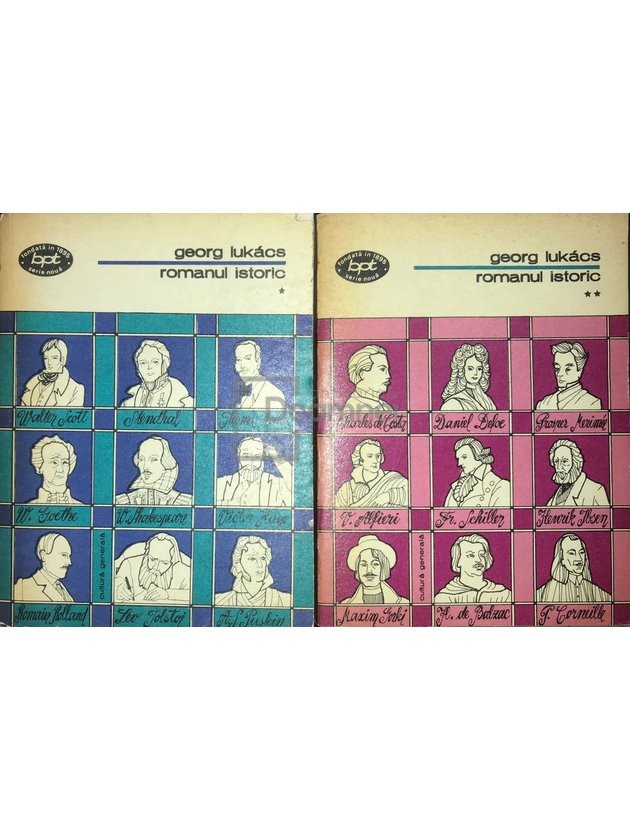 fondată în 1895
bpt
serie nouă
georg lukács
romanul istoric
*
Walter Scott
Stendhal
W. Goethe
W. Shakespeare
Victor Hugo
cultură generală
Romain Rolland
Lev Tolstoi
A.S. Puskin
fondată în 1895
bpt
serie nouă
georg lukács
romanul istoric
**
Charles de Coster
Daniel Defoe
Prosper Merimée
V. Alfieri
Fr. Schiller
Henrik Ibsen
cultură generală
Maxim Gorki
H. de Balzac
P. Corneille